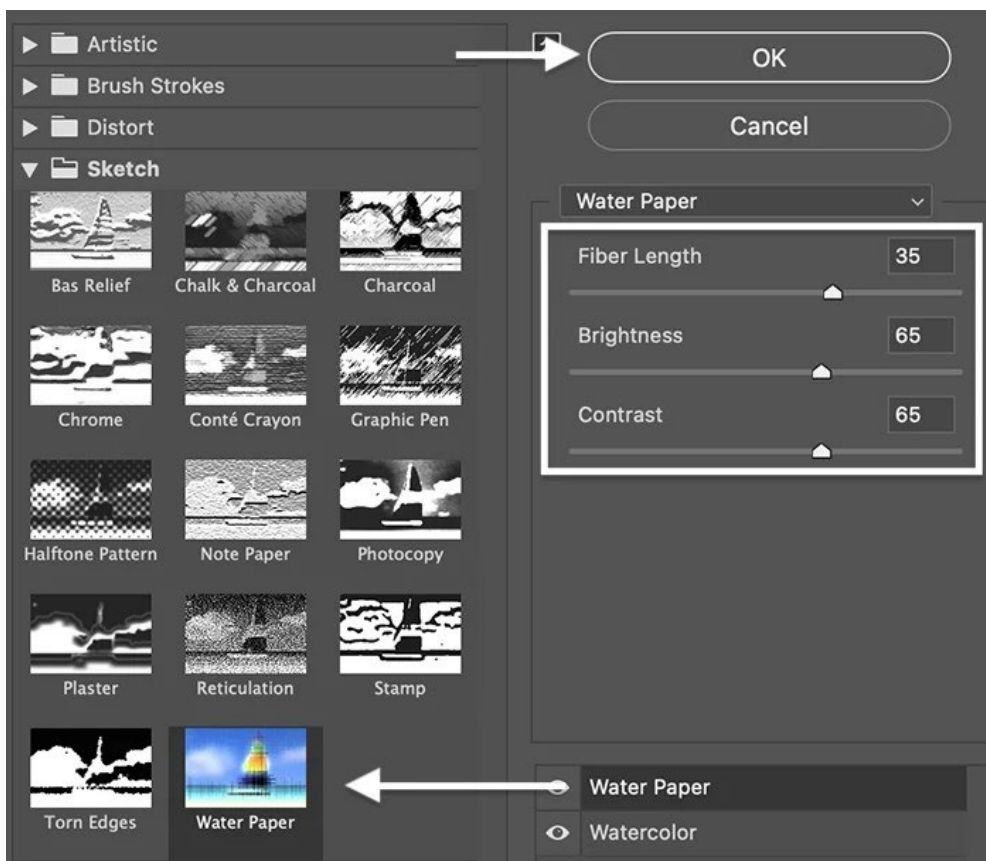 Artistic
Brush Strokes
Distort
Sketch
Bas Relief
Chalk & Charcoal
Charcoal
Chrome
Conté Crayon
Graphic Pen
Halftone Pattern
Note Paper
Photocopy
Plaster
Reticulation
Stamp
Torn Edges
Water Paper
OK
Cancel
Water Paper
Fiber Length 35
Brightness 65
Contrast 65
Water Paper
Watercolor